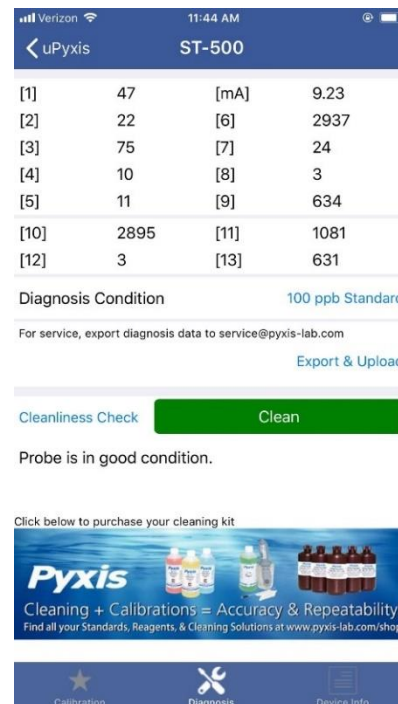 Verizon 11:44 AM
uPyxis ST-500
[1] 47 [mA] 9.23
[2] 22 [6] 2937
[3] 75 [7] 24
[4] 10 [8] 3
[5] 11 [9] 634
[10] 2895 [11] 1081
[12] 3 [13] 631
Diagnosis Condition 100 ppb Standard
For service, export diagnosis data to service@pyxis-lab.com
Export & Upload
Cleanliness Check Clean
Probe is in good condition.
Click below to purchase your cleaning kit
Pyxis
Cleaning + Calibrations = Accuracy & Repeatability
Find all your Standards, Reagents, & Cleaning Solutions at www.pyxis-lab.com/shop
Calibration Diagnosis Device Info